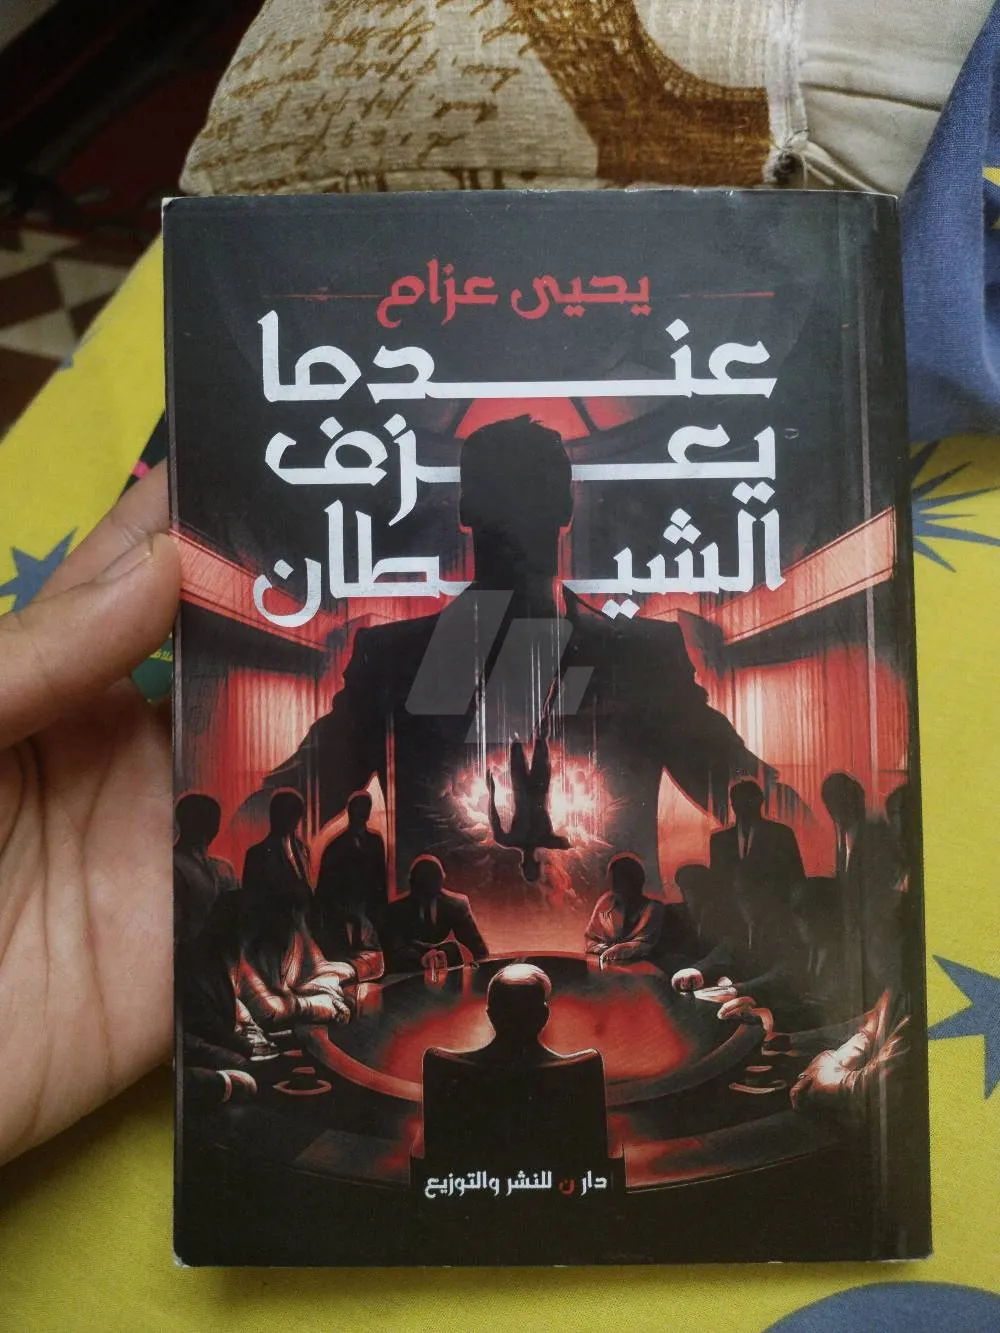 يحيى عزام
عندما
يعزف
الشيطان
دار ن للنشر والتوزيع